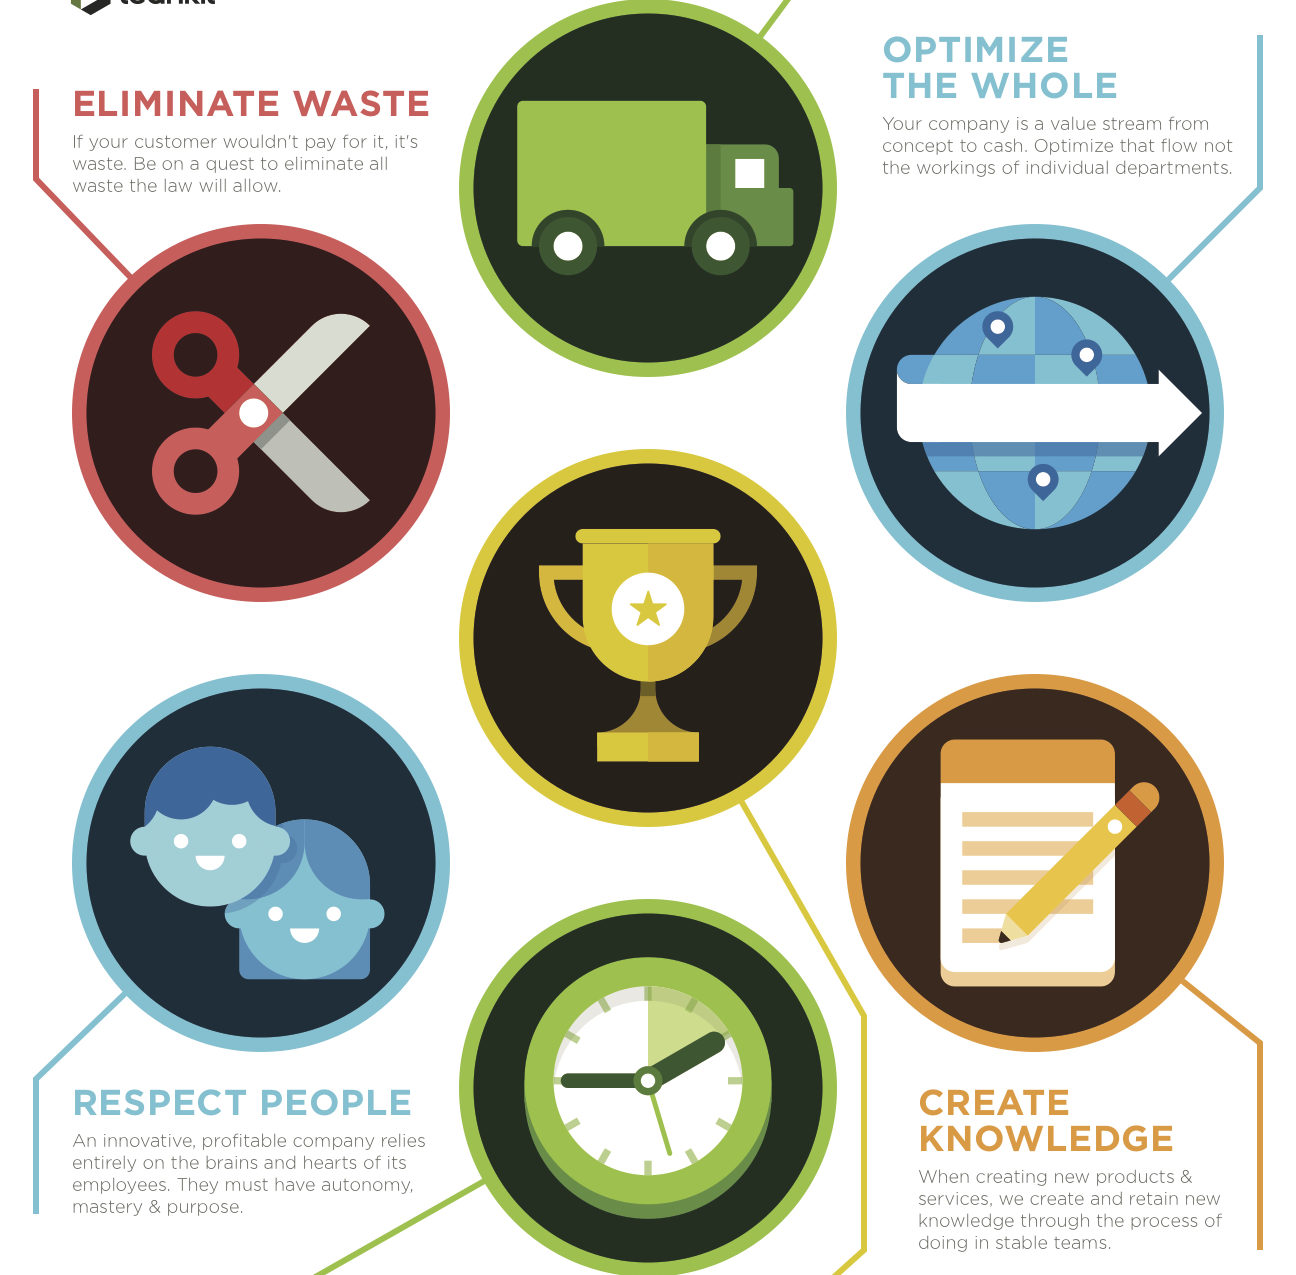 ELIMINATE WASTE
If your customer wouldn't pay for it, it's
waste. Be on a quest to eliminate all
waste the law will allow.
OPTIMIZE
THE WHOLE
Your company is a value stream from
concept to cash. Optimize that flow not
the workings of individual departments.
RESPECT PEOPLE
An innovative, profitable company relies
entirely on the brains and hearts of its
employees. They must have autonomy,
mastery & purpose.
CREATE
KNOWLEDGE
When creating new products &
services, we create and retain new
knowledge through the process of
doing in stable teams.